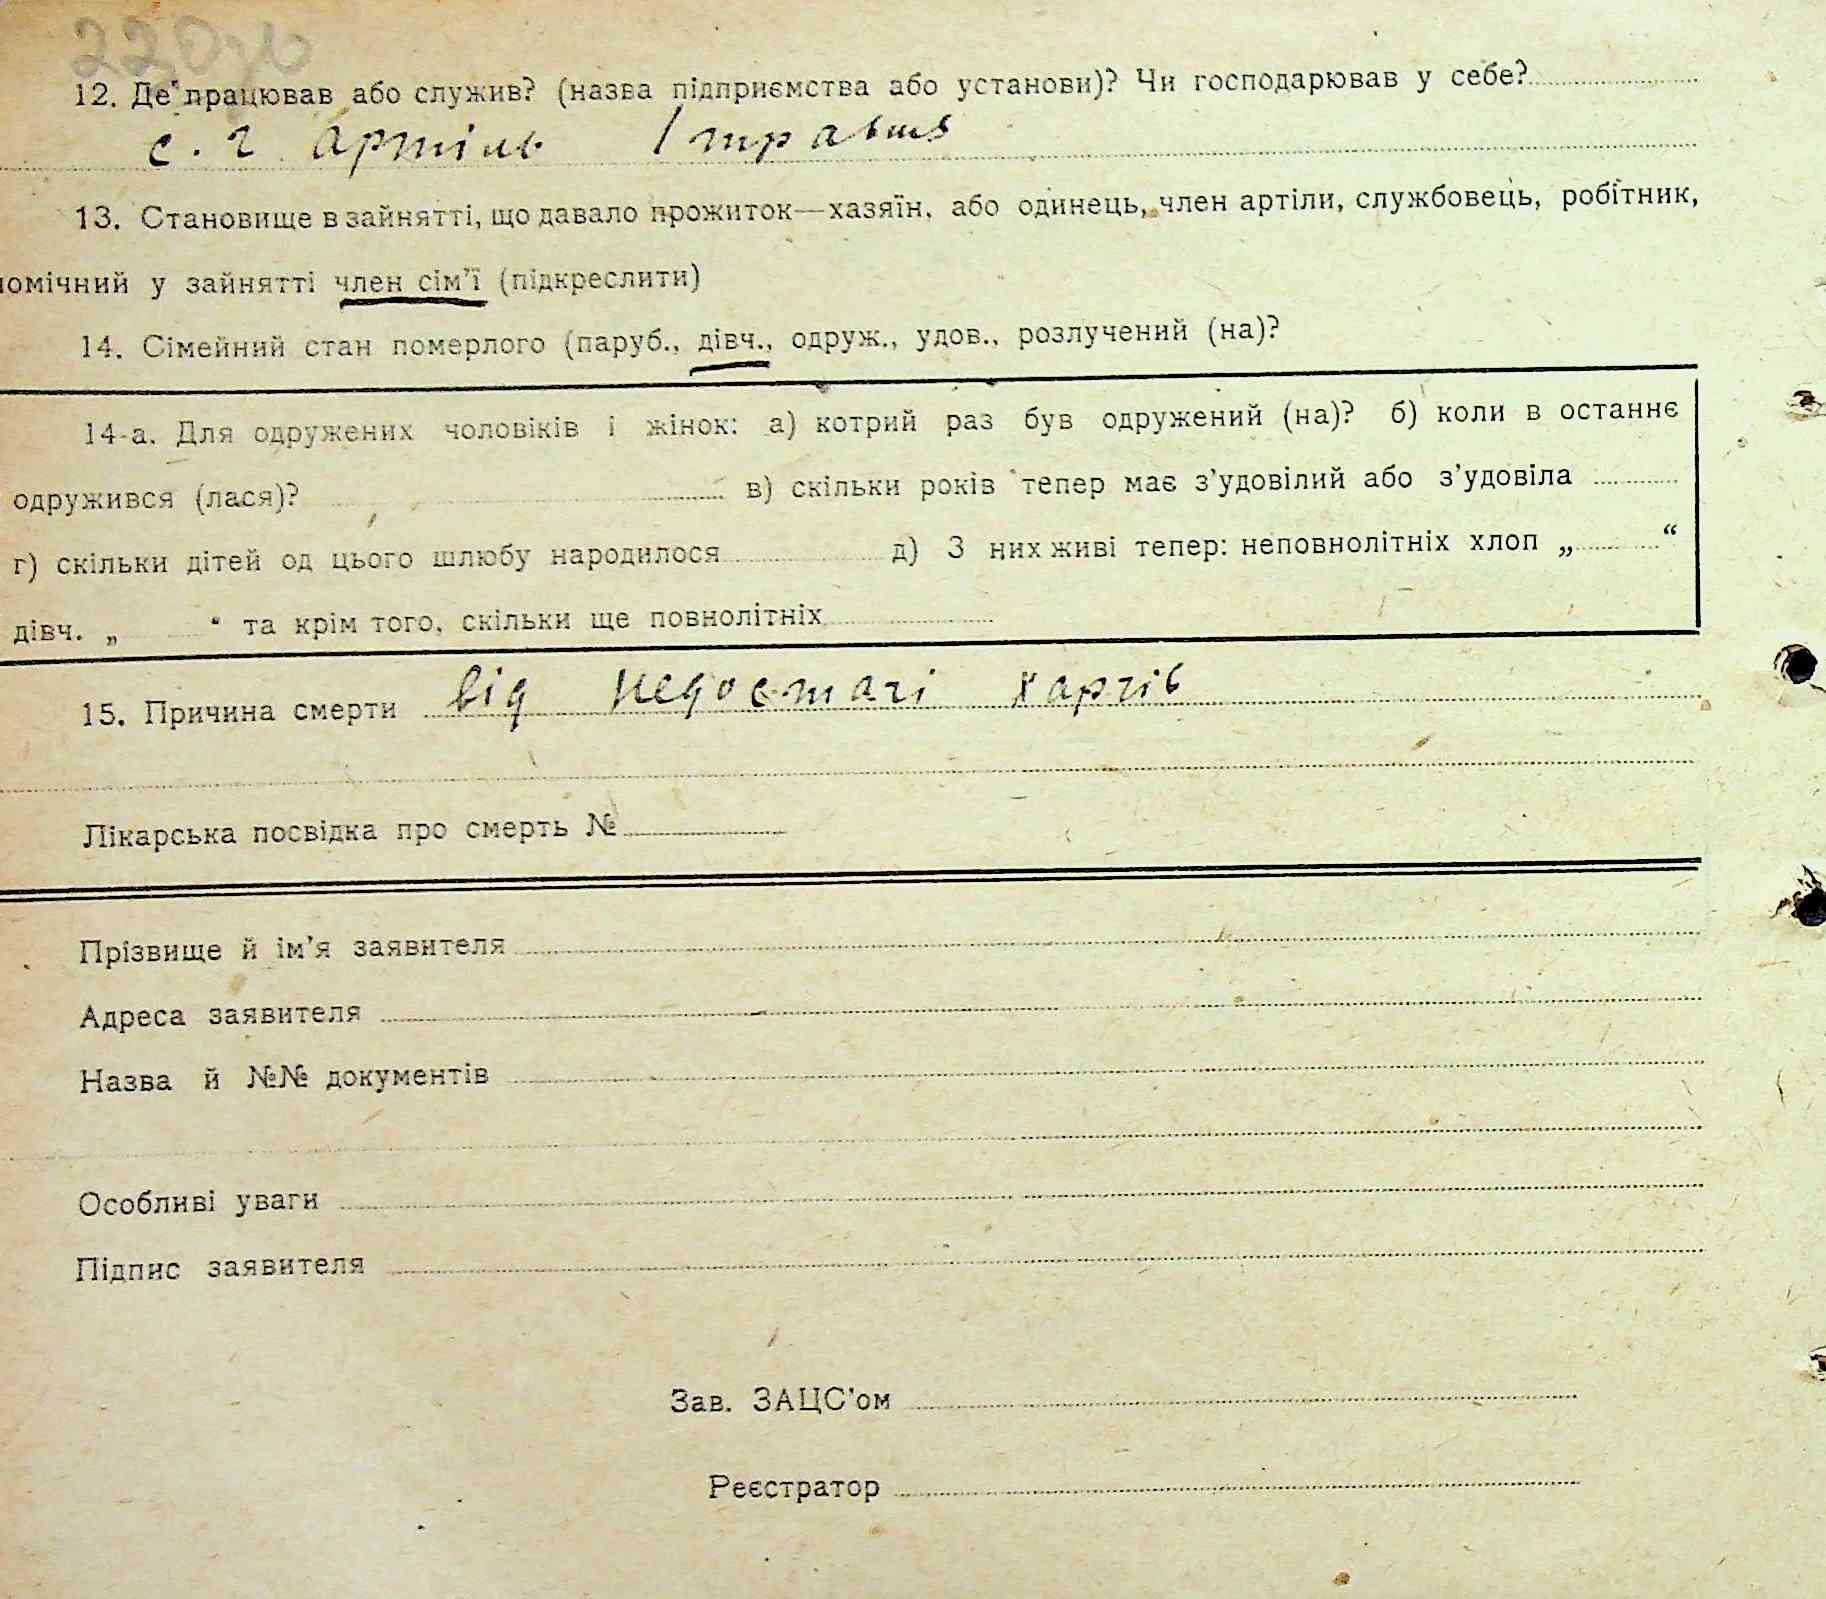 220зв
12. Де працював або служив? (назва підприємства або установи)? Чи господарював у себе?
с. г артіль 1 травня
13. Становище в зайнятті, що давало прожиток—хазяїн, або одинець, член артіли, службовець, робітник,
помічний у зайнятті член сім'ї (підкреслити)
14. Сімейний стан померлого (паруб., дівч., одруж., удов., розлучений (на)?
14-а. Для одружених чоловіків і жінок: а) котрий раз був одружений (на)? б) коли в останнє
одружився (лася)? в) скільки років тепер має з'удовілий або з'удовіла
г) скільки дітей од цього шлюбу народилося д) З них живі тепер: неповнолітніх хлоп „ “
дівч. „ “ та крім того, скільки ще повнолітніх
15. Причина смерти від недостачі харчів
Лікарська посвідка про смерть №
Прізвище й ім'я заявителя
Адреса заявителя
Назва й №№ документів
Особливі уваги
Підпис заявителя
Зав. ЗАЦС'ом
Реєстратор